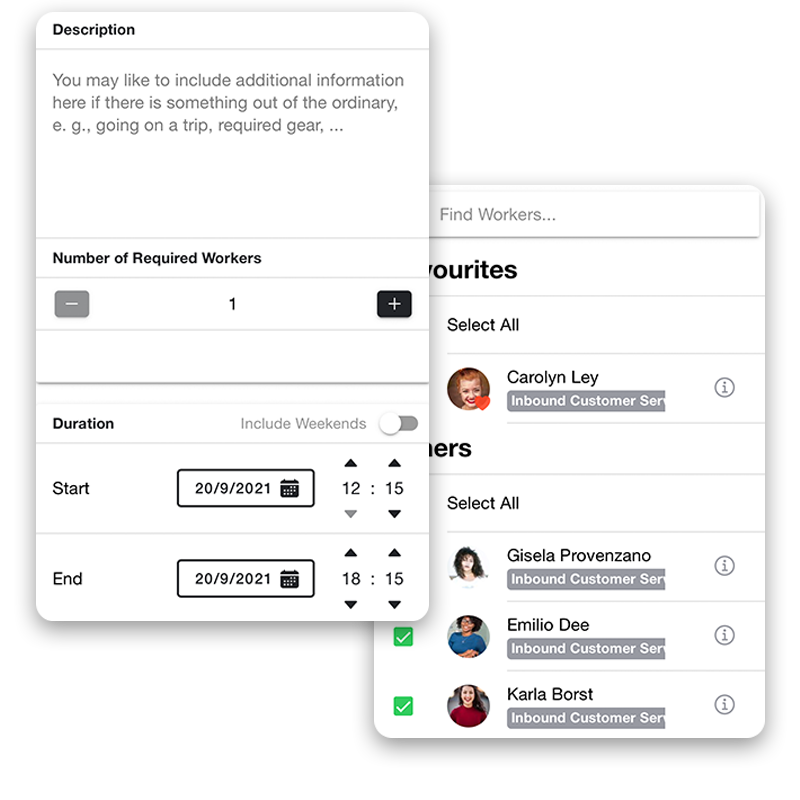 Description
You may like to include additional information
here if there is something out of the ordinary,
e. g., going on a trip, required gear, ...
Number of Required Workers
1
Duration
Include Weekends
Start
20/9/2021
12 : 15
End
20/9/2021
18 : 15
Find Workers...
vourites
Select All
Carolyn Ley
Inbound Customer Serv
ners
Select All
Gisela Provenzano
Inbound Customer Serv
Emilio Dee
Inbound Customer Serv
Karla Borst
Inbound Customer Serv